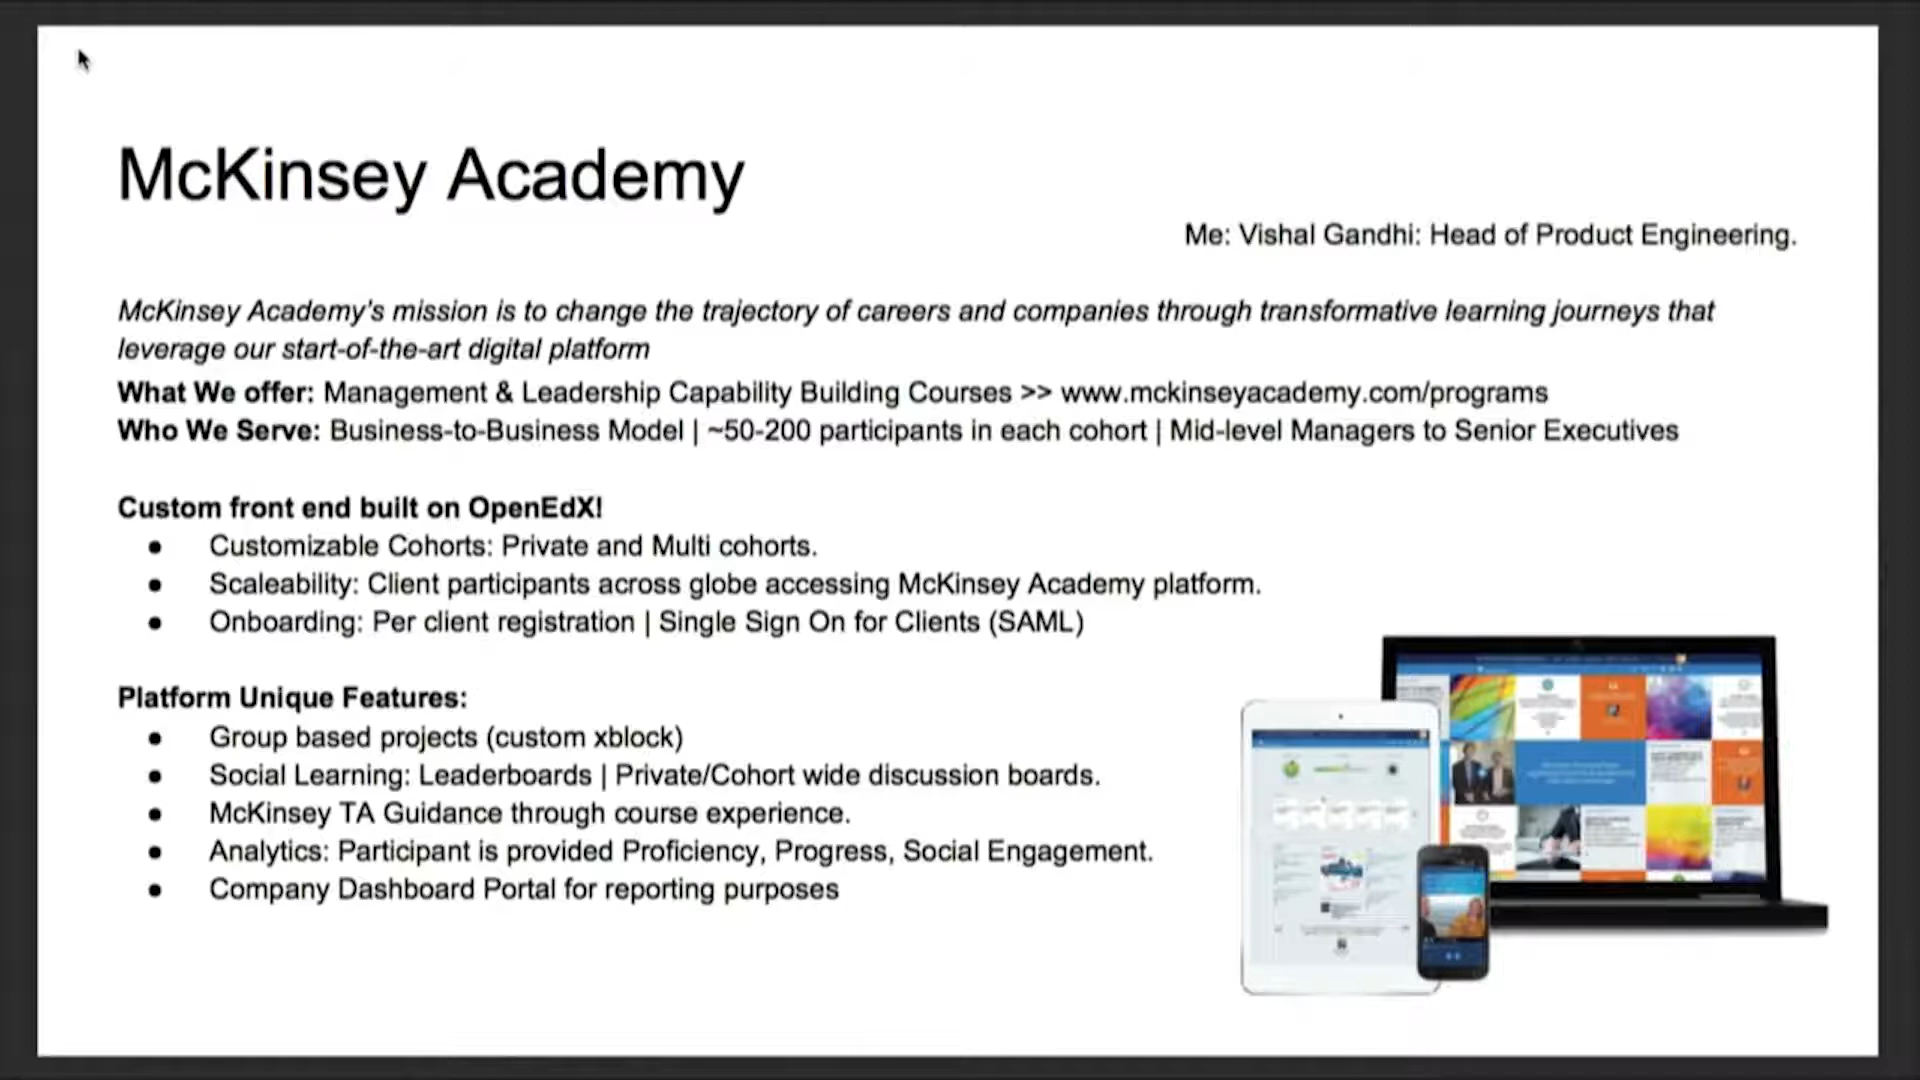 McKinsey Academy
Me: Vishal Gandhi: Head of Product Engineering.
McKinsey Academy's mission is to change the trajectory of careers and companies through transformative learning journeys that
leverage our start-of-the-art digital platform
What We offer: Management & Leadership Capability Building Courses >> www.mckinseyacademy.com/programs
Who We Serve: Business-to-Business Model | ~50-200 participants in each cohort | Mid-level Managers to Senior Executives
Custom front end built on OpenEdX!
● Customizable Cohorts: Private and Multi cohorts.
● Scaleability: Client participants across globe accessing McKinsey Academy platform.
● Onboarding: Per client registration | Single Sign On for Clients (SAML)
Platform Unique Features:
● Group based projects (custom xblock)
● Social Learning: Leaderboards | Private/Cohort wide discussion boards.
● McKinsey TA Guidance through course experience.
● Analytics: Participant is provided Proficiency, Progress, Social Engagement.
● Company Dashboard Portal for reporting purposes